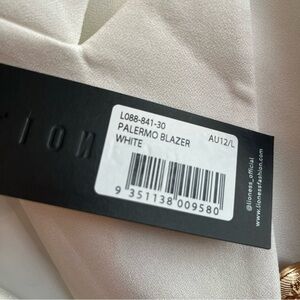 L088-841-30
PALERMO BLAZER
WHITE
AU12/L
9 351138 009580
@lioness_official
www.lionessfashion.com